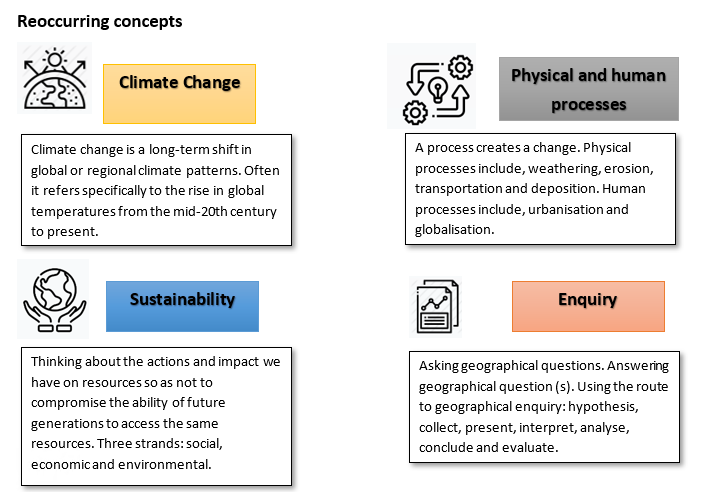 Reoccurring concepts
Climate Change
Climate change is a long-term shift in
global or regional climate patterns. Often
it refers specifically to the rise in global
temperatures from the mid-20th century
to present.
Physical and human
processes
A process creates a change. Physical
processes include, weathering, erosion,
transportation and deposition. Human
processes include, urbanisation and
globalisation.
Sustainability
Thinking about the actions and impact we
have on resources so as not to
compromise the ability of future
generations to access the same
resources. Three strands: social,
economic and environmental.
Enquiry
Asking geographical questions. Answering
geographical question (s). Using the route
to geographical enquiry: hypothesis,
collect, present, interpret, analyse,
conclude and evaluate.